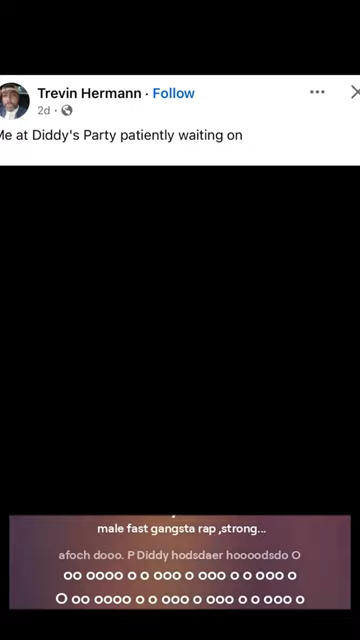 Trevin Hermann · Follow
2d ·
Me at Diddy's Party patiently waiting on
male fast gangsta rap ,strong...
afoch dooo. P Diddy hodsdaer hoooodsdo O
oo oooo o o ooo o ooo o o ooo o
O oo oooo o o ooo o ooo o o ooo o